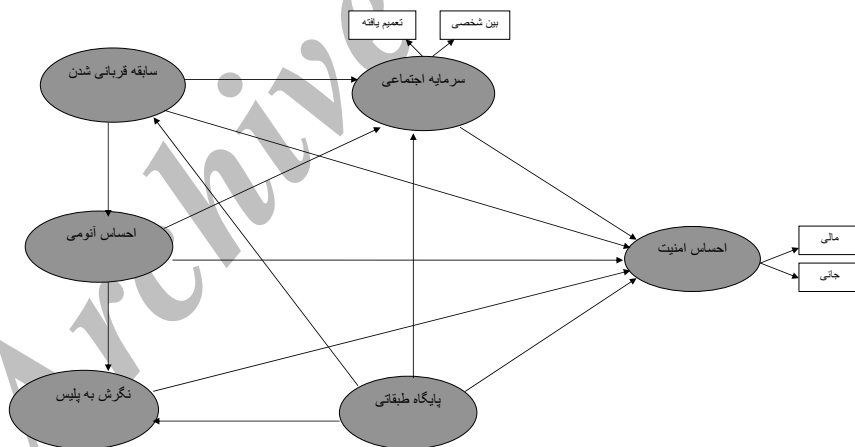 بین شخصی
تعمیم یافته
سرمایه اجتماعی
سابقه قربانی شدن
احساس آنومی
احساس امنیت
مالی
جانی
پایگاه طبقاتی
نگرش به پلیس
Archive